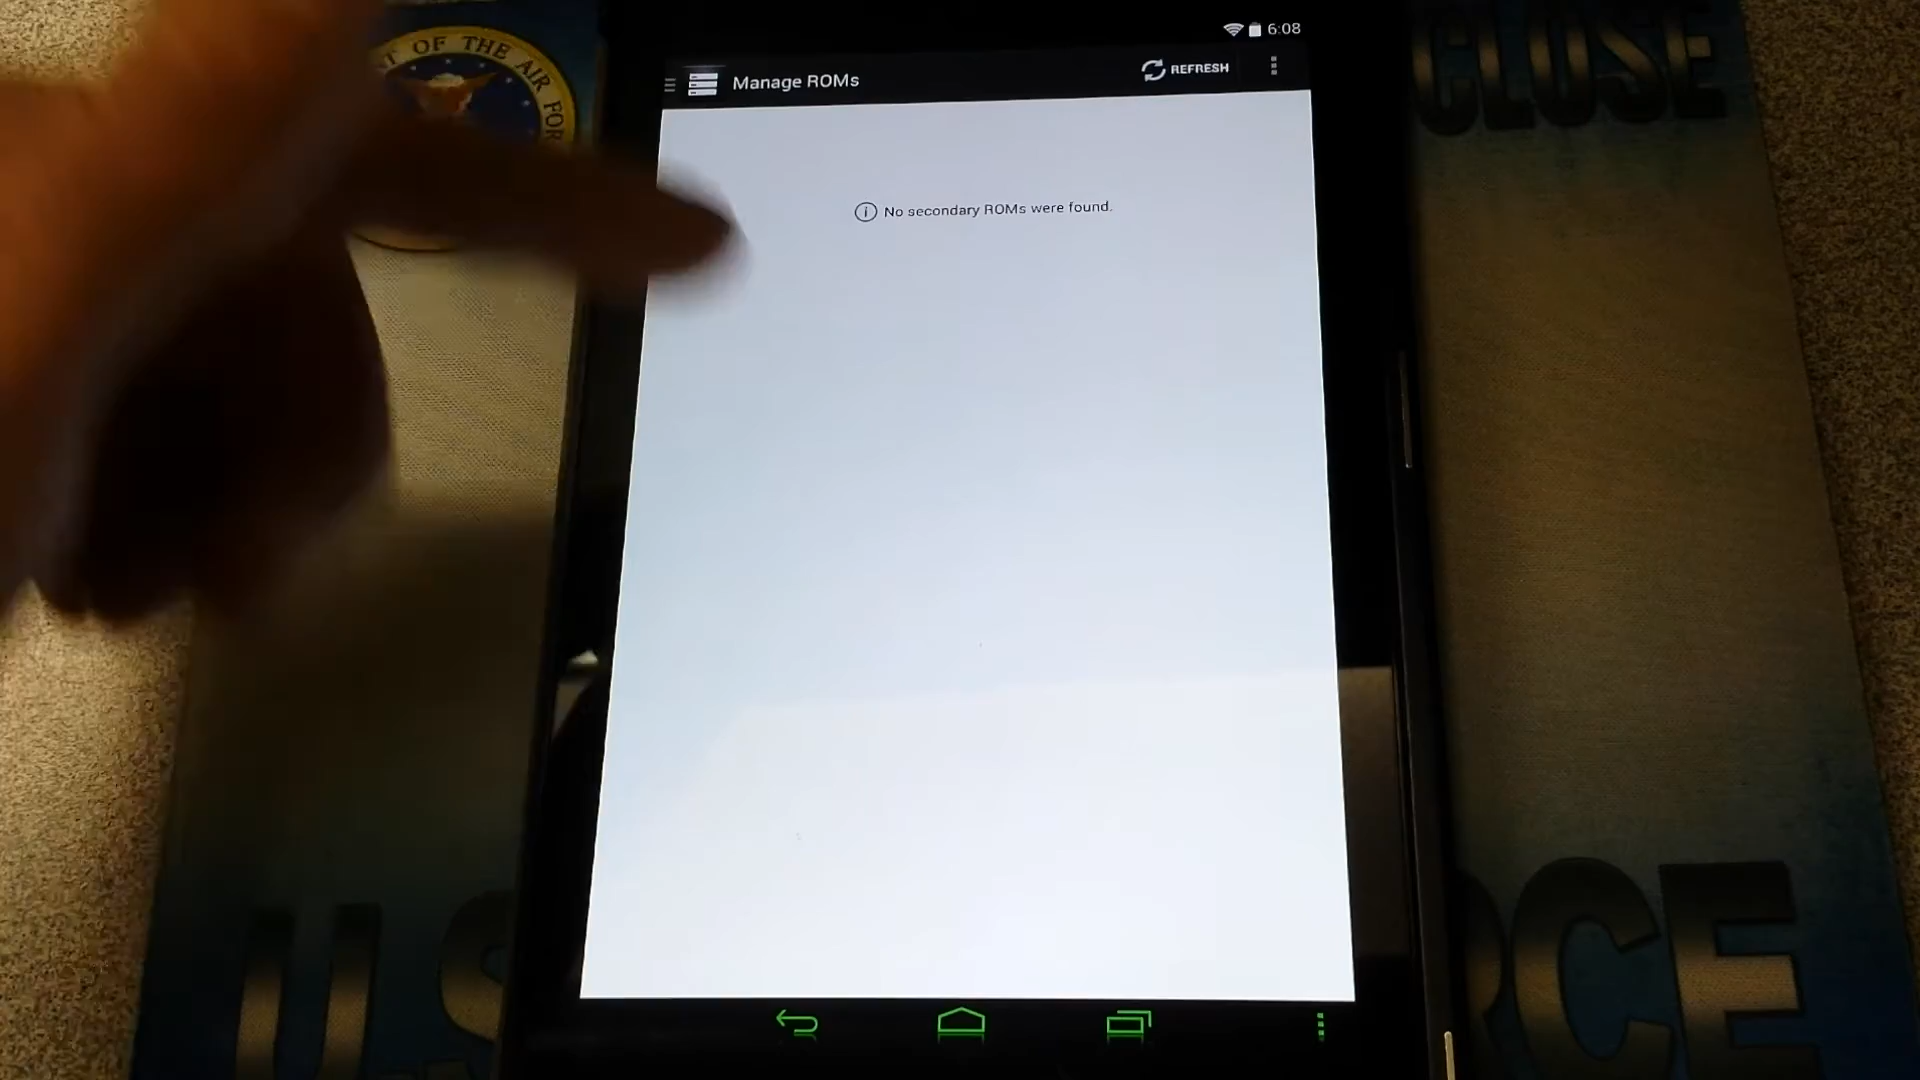 6:08
Manage ROMs
REFRESH
No secondary ROMs were found.
T OF THE AIR FOR
CLOSE
U.S
RCE